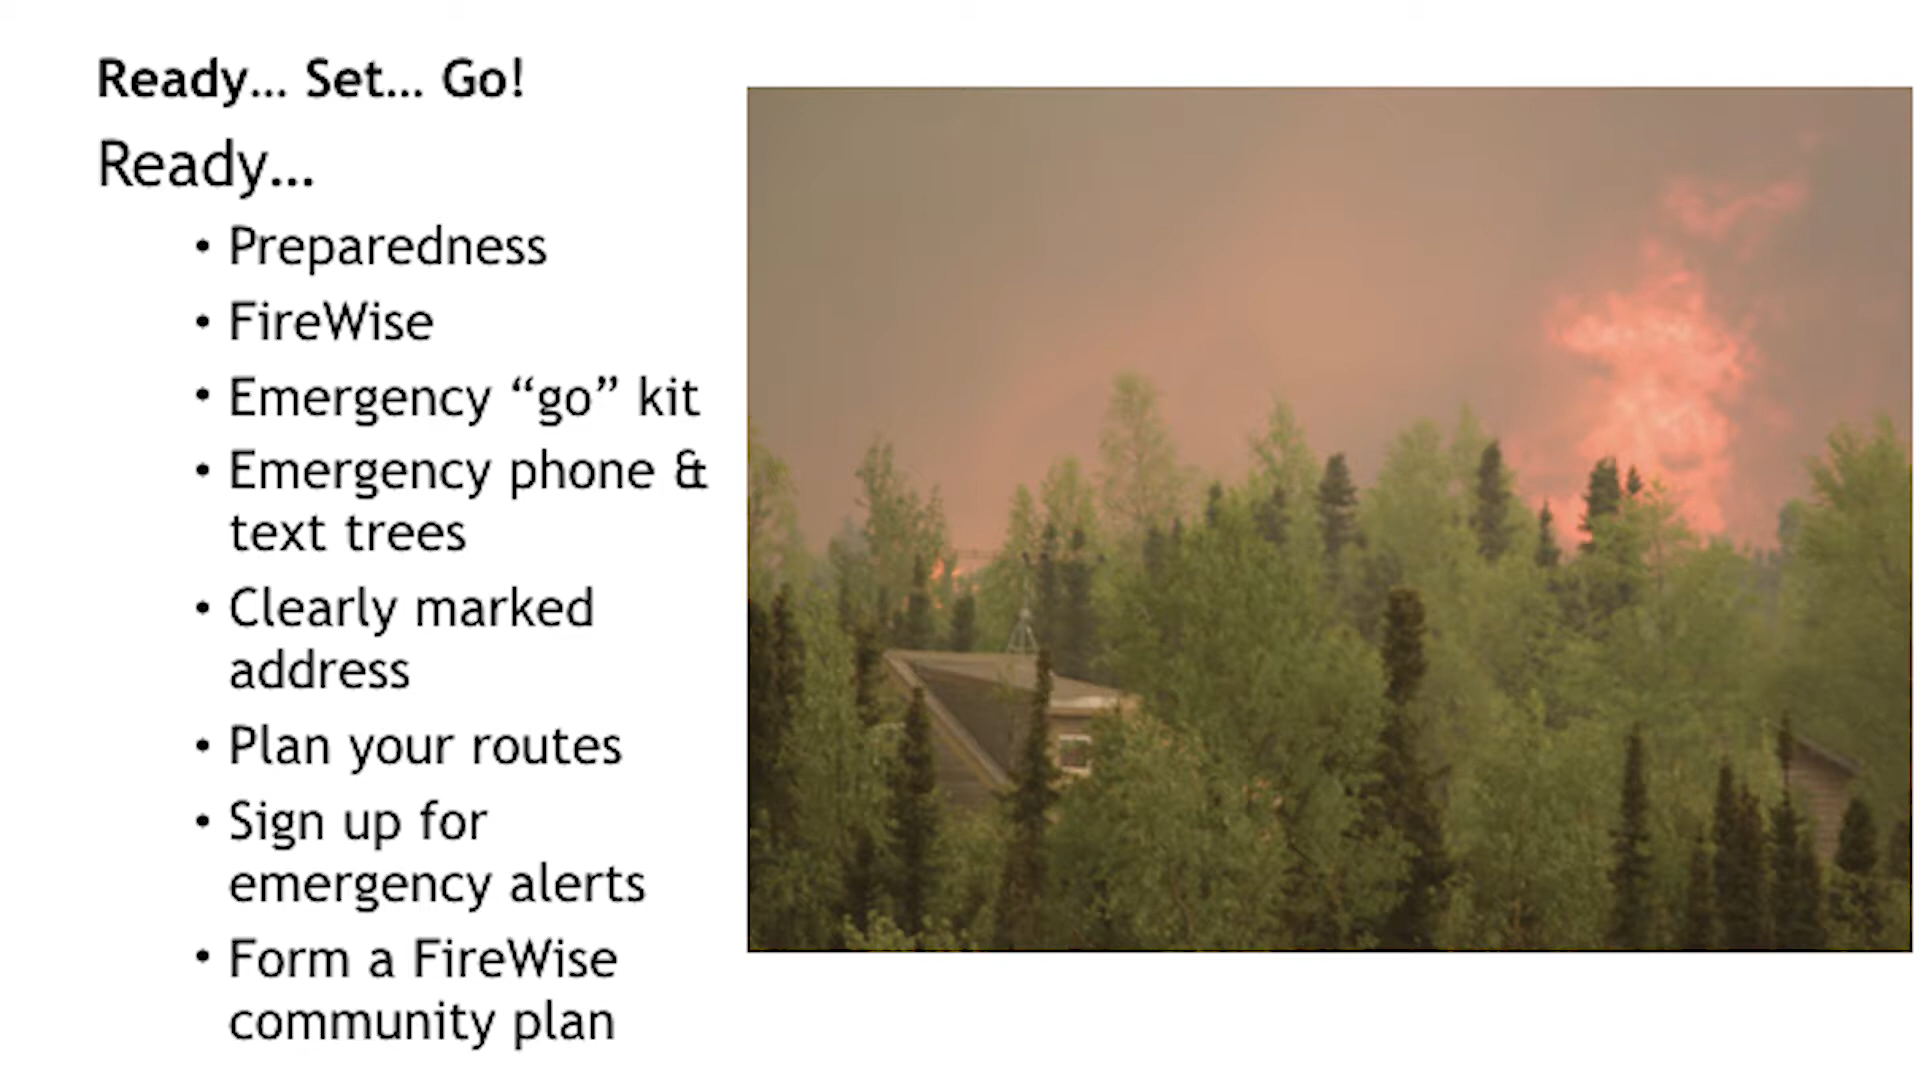 Ready... Set... Go!
Ready...
• Preparedness
• FireWise
• Emergency “go” kit
• Emergency phone &
text trees
• Clearly marked
address
• Plan your routes
• Sign up for
emergency alerts
• Form a FireWise
community plan